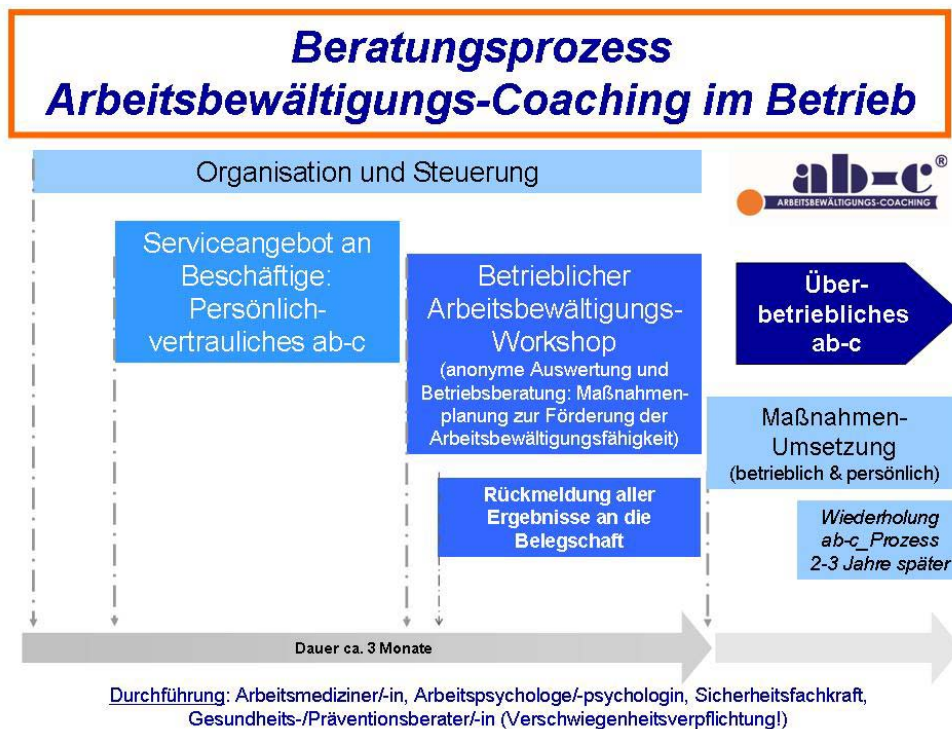 Beratungsprozess
Arbeitsbewältigungs-Coaching im Betrieb
Organisation und Steuerung
ab-c®
ARBEITSBEWÄLTIGUNGS-COACHING
Serviceangebot an
Beschäftige:
Persönlich-
vertrauliches ab-c
Betrieblicher
Arbeitsbewältigungs-
Workshop
(anonyme Auswertung und
Betriebsberatung: Maßnahmen-
planung zur Förderung der
Arbeitsbewältigungsfähigkeit)
Über-
betriebliches
ab-c
Maßnahmen-
Umsetzung
(betrieblich & persönlich)
Rückmeldung aller
Ergebnisse an die
Belegschaft
Wiederholung
ab-c_Prozess
2-3 Jahre später
Dauer ca. 3 Monate
Durchführung: Arbeitsmediziner/-in, Arbeitspsychologe/-psychologin, Sicherheitsfachkraft,
Gesundheits-/Präventionsberater/-in (Verschwiegenheitsverpflichtung!)